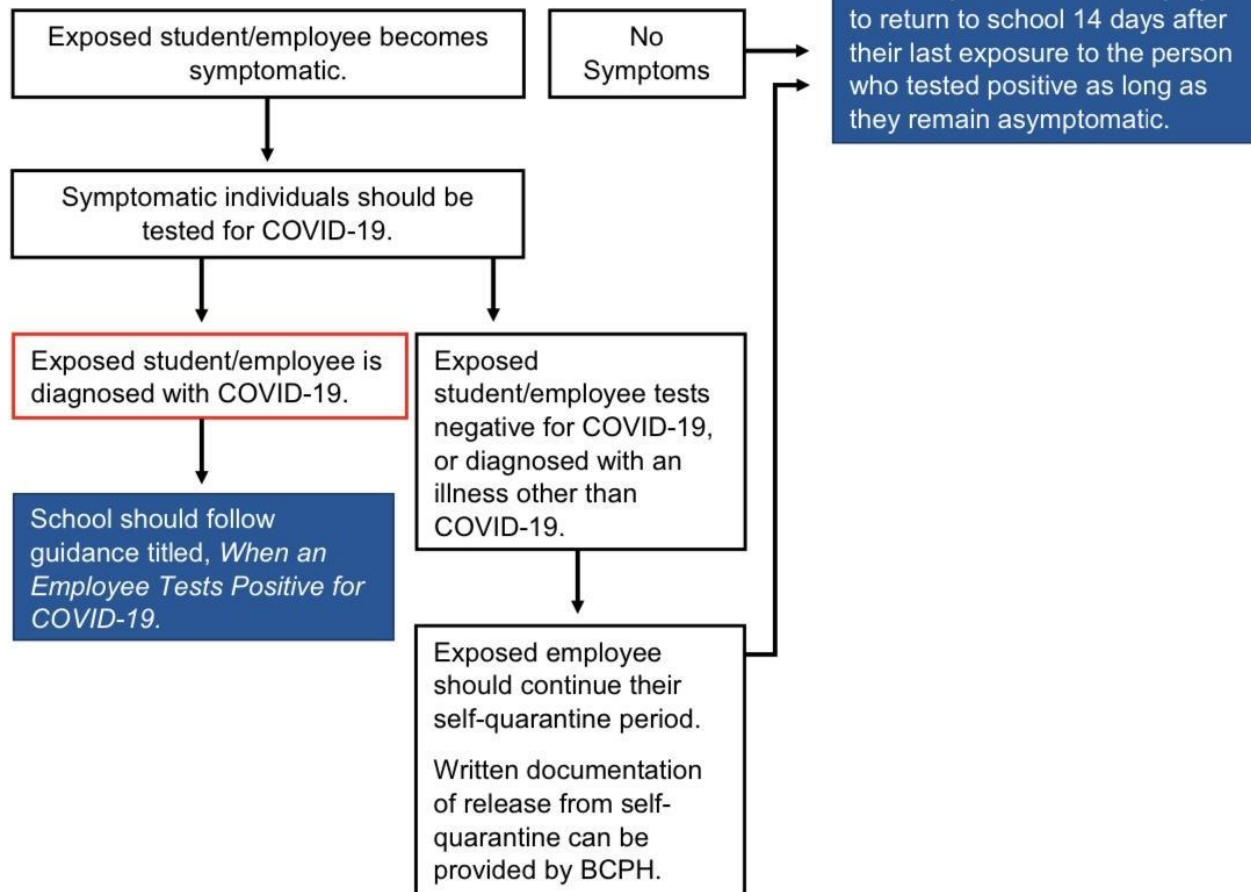 Exposed student/employee becomes
symptomatic.
No
Symptoms
to return to school 14 days after
their last exposure to the person
who tested positive as long as
they remain asymptomatic.
Symptomatic individuals should be
tested for COVID-19.
Exposed student/employee is
diagnosed with COVID-19.
Exposed
student/employee tests
negative for COVID-19,
or diagnosed with an
illness other than
COVID-19.
School should follow
guidance titled, When an
Employee Tests Positive for
COVID-19.
Exposed employee
should continue their
self-quarantine period.
Written documentation
of release from self-
quarantine can be
provided by BCPH.